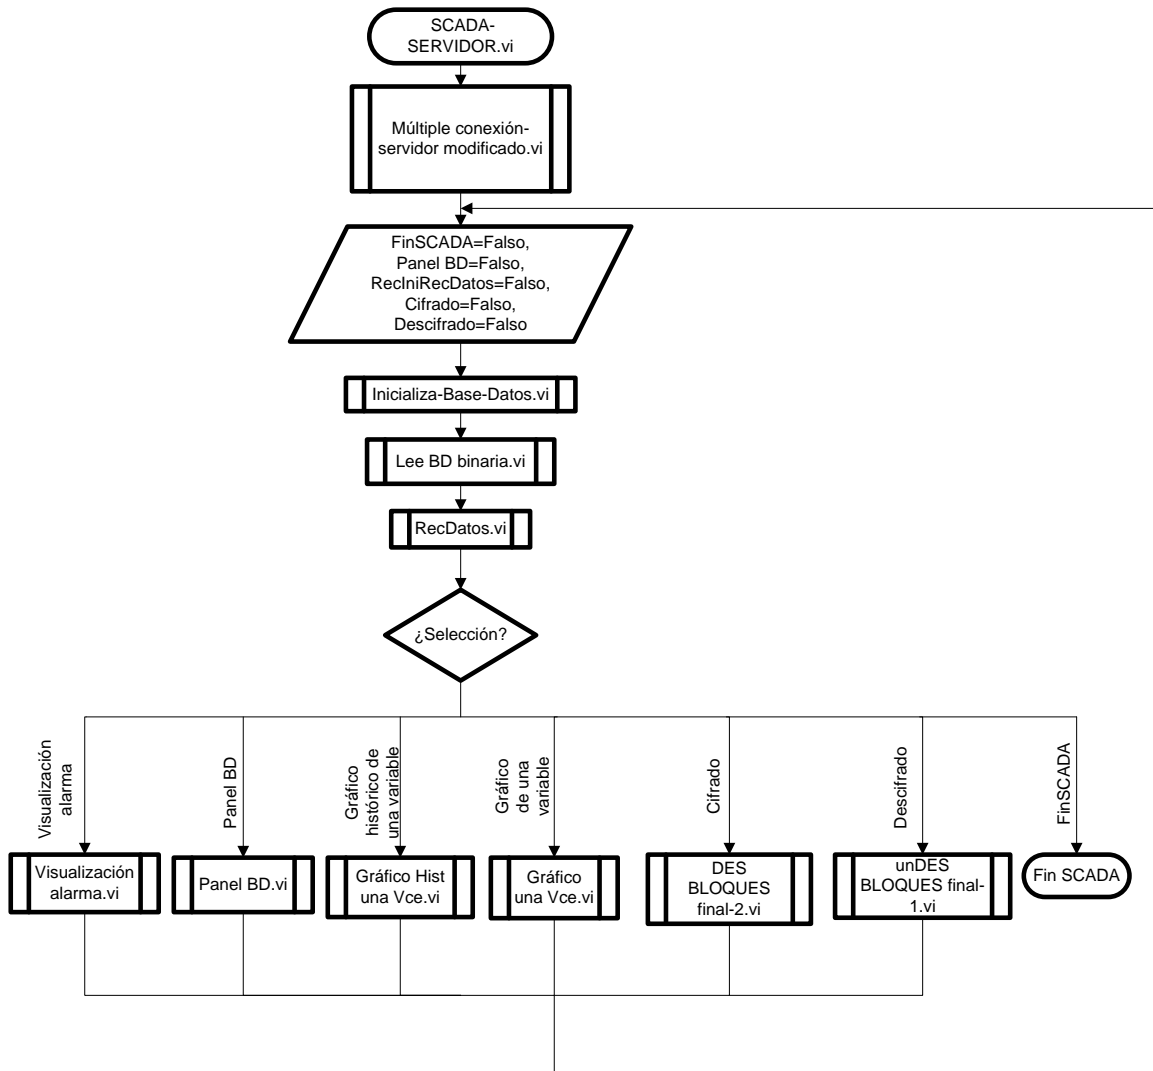 SCADA-
SERVIDOR.vi
Múltiple conexión-
servidor modificado.vi
FinSCADA=Falso,
Panel BD=Falso,
RecIniRecDatos=Falso,
Cifrado=Falso,
Descifrado=Falso
Inicializa-Base-Datos.vi
Lee BD binaria.vi
RecDatos.vi
¿Selección?
Visualización
alarma
Panel BD
Gráfico
histórico de
una variable
Gráfico
de una
variable
Cifrado
Descifrado
FinSCADA
Visualización
alarma.vi
Panel BD.vi
Gráfico Hist
una Vce.vi
Gráfico
una Vce.vi
DES
BLOQUES
final-2.vi
unDES
BLOQUES final-
1.vi
Fin SCADA